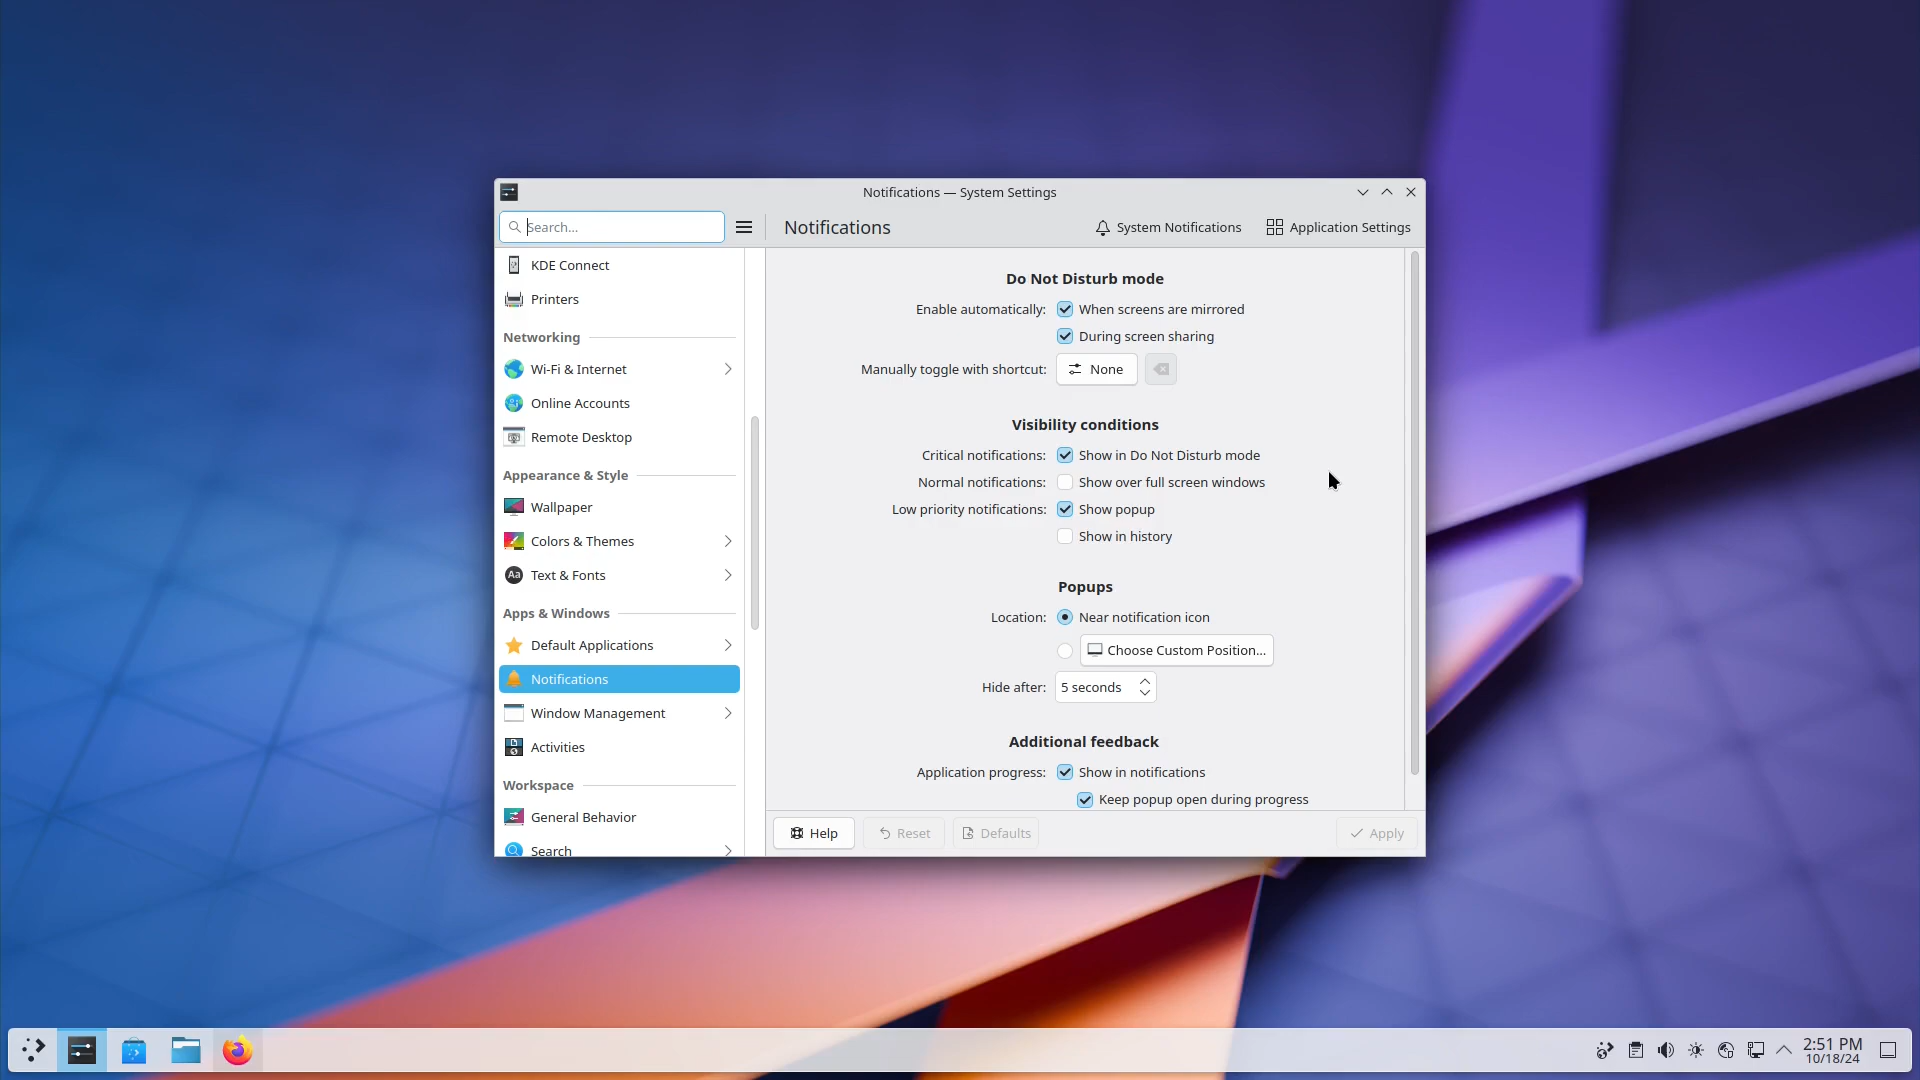 Notifications — System Settings
Search...
Notifications
System Notifications
Application Settings
KDE Connect
Printers
Networking
Wi-Fi & Internet
Online Accounts
Remote Desktop
Appearance & Style
Wallpaper
Colors & Themes
Text & Fonts
Apps & Windows
Default Applications
Notifications
Window Management
Activities
Workspace
General Behavior
Search
Do Not Disturb mode
Enable automatically: When screens are mirrored
During screen sharing
Manually toggle with shortcut: None
Visibility conditions
Critical notifications: Show in Do Not Disturb mode
Normal notifications: Show over full screen windows
Low priority notifications: Show popup
Show in history
Popups
Location: Near notification icon
Choose Custom Position...
Hide after: 5 seconds
Additional feedback
Application progress: Show in notifications
Keep popup open during progress
Help
Reset
Defaults
Apply
2:51 PM
10/18/24